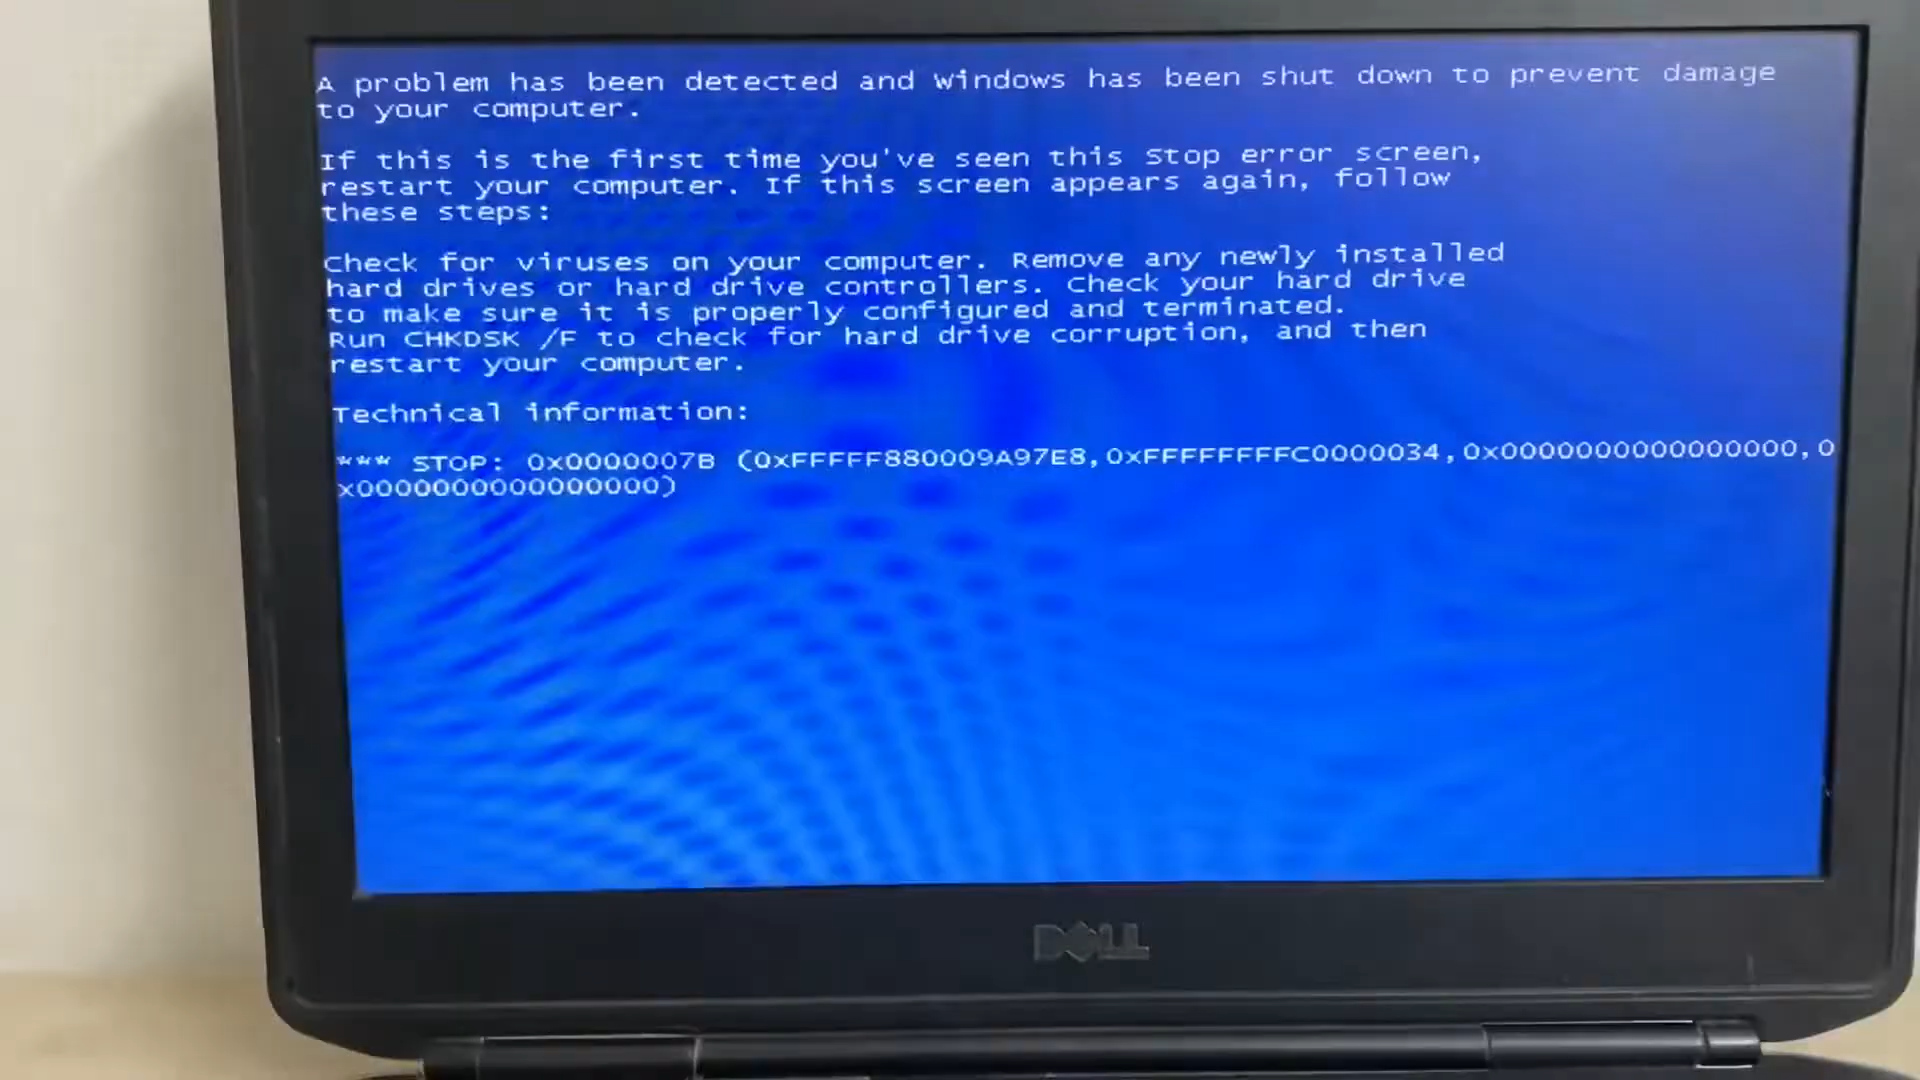 A problem has been detected and windows has been shut down to prevent damage
to your computer.
If this is the first time you've seen this stop error screen,
restart your computer. If this screen appears again, follow
these steps:
Check for viruses on your computer. Remove any newly installed
hard drives or hard drive controllers. Check your hard drive
to make sure it is properly configured and terminated.
Run CHKDSK /F to check for hard drive corruption, and then
restart your computer.
Technical information:
*** STOP: 0x0000007B (0xFFFFF880009A97E8,0xFFFFFFFFC0000034,0x0000000000000000,0
x0000000000000000)
DELL